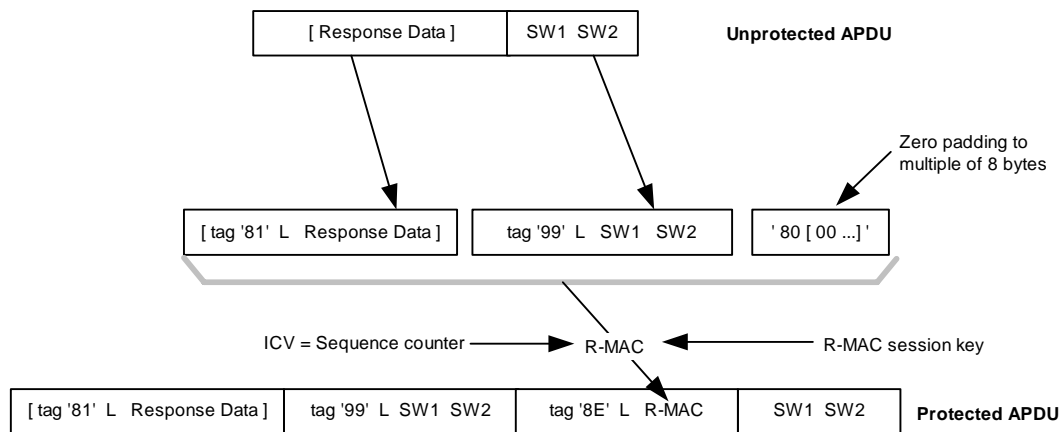 [ Response Data ] SW1 SW2 Unprotected APDU
Zero padding to
multiple of 8 bytes
[ tag '81' L Response Data ] tag '99' L SW1 SW2 ' 80 [ 00 ...] '
ICV = Sequence counter R-MAC R-MAC session key
[ tag '81' L Response Data ] tag '99' L SW1 SW2 tag '8E' L R-MAC SW1 SW2 Protected APDU